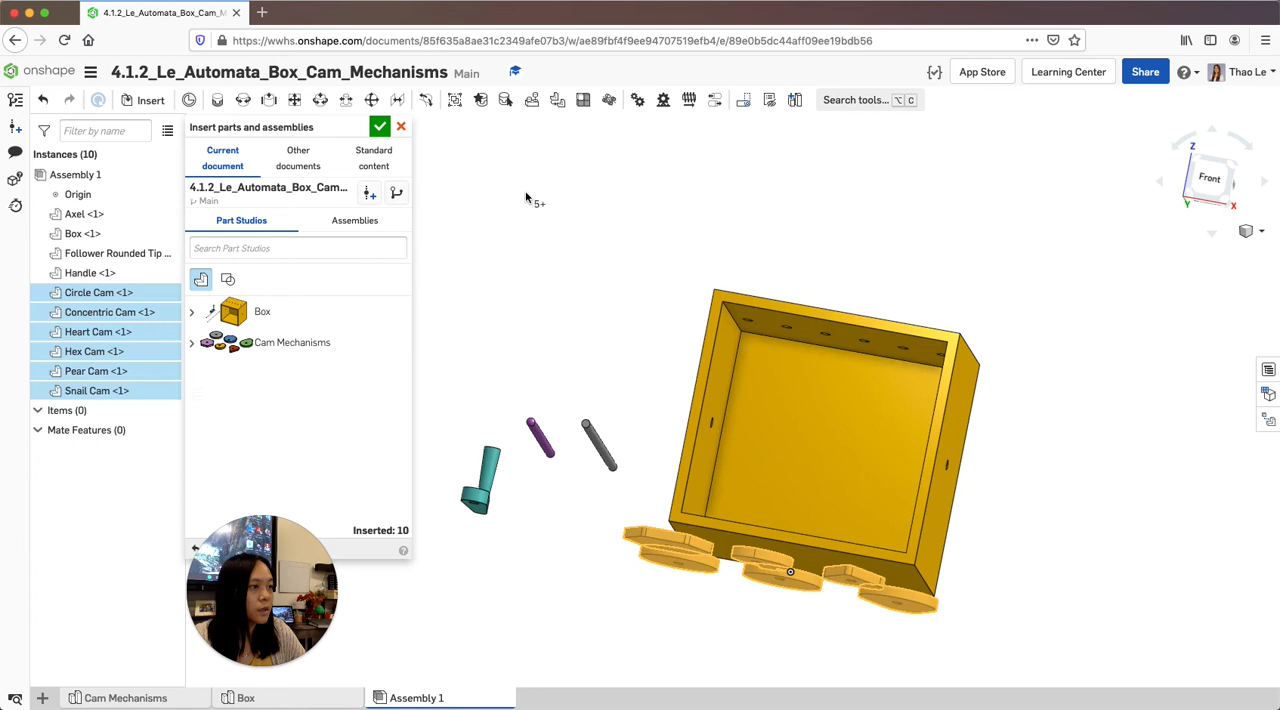 4.1.2_Le_Automata_Box_Cam_M
https://wwhs.onshape.com/documents/85f635a8ae31c2349afe07b3/w/ae89fbf4f9ee94707519efb4/e/89e0b5dc44aff09ee19bdb56
onshape
4.1.2_Le_Automata_Box_Cam_Mechanisms Main
App Store
Learning Center
Share
Thao Le
Insert
Search tools... ⌥ C
Filter by name
Instances (10)
Assembly 1
Origin
Axel <1>
Box <1>
Follower Rounded Tip ...
Handle <1>
Circle Cam <1>
Concentric Cam <1>
Heart Cam <1>
Hex Cam <1>
Pear Cam <1>
Snail Cam <1>
Items (0)
Mate Features (0)
Insert parts and assemblies
Current document
Other documents
Standard content
4.1.2_Le_Automata_Box_Cam...
Main
Part Studios
Assemblies
Search Part Studios
Box
Cam Mechanisms
Inserted: 10
5+
Z
Front
Y
X
Cam Mechanisms
Box
Assembly 1